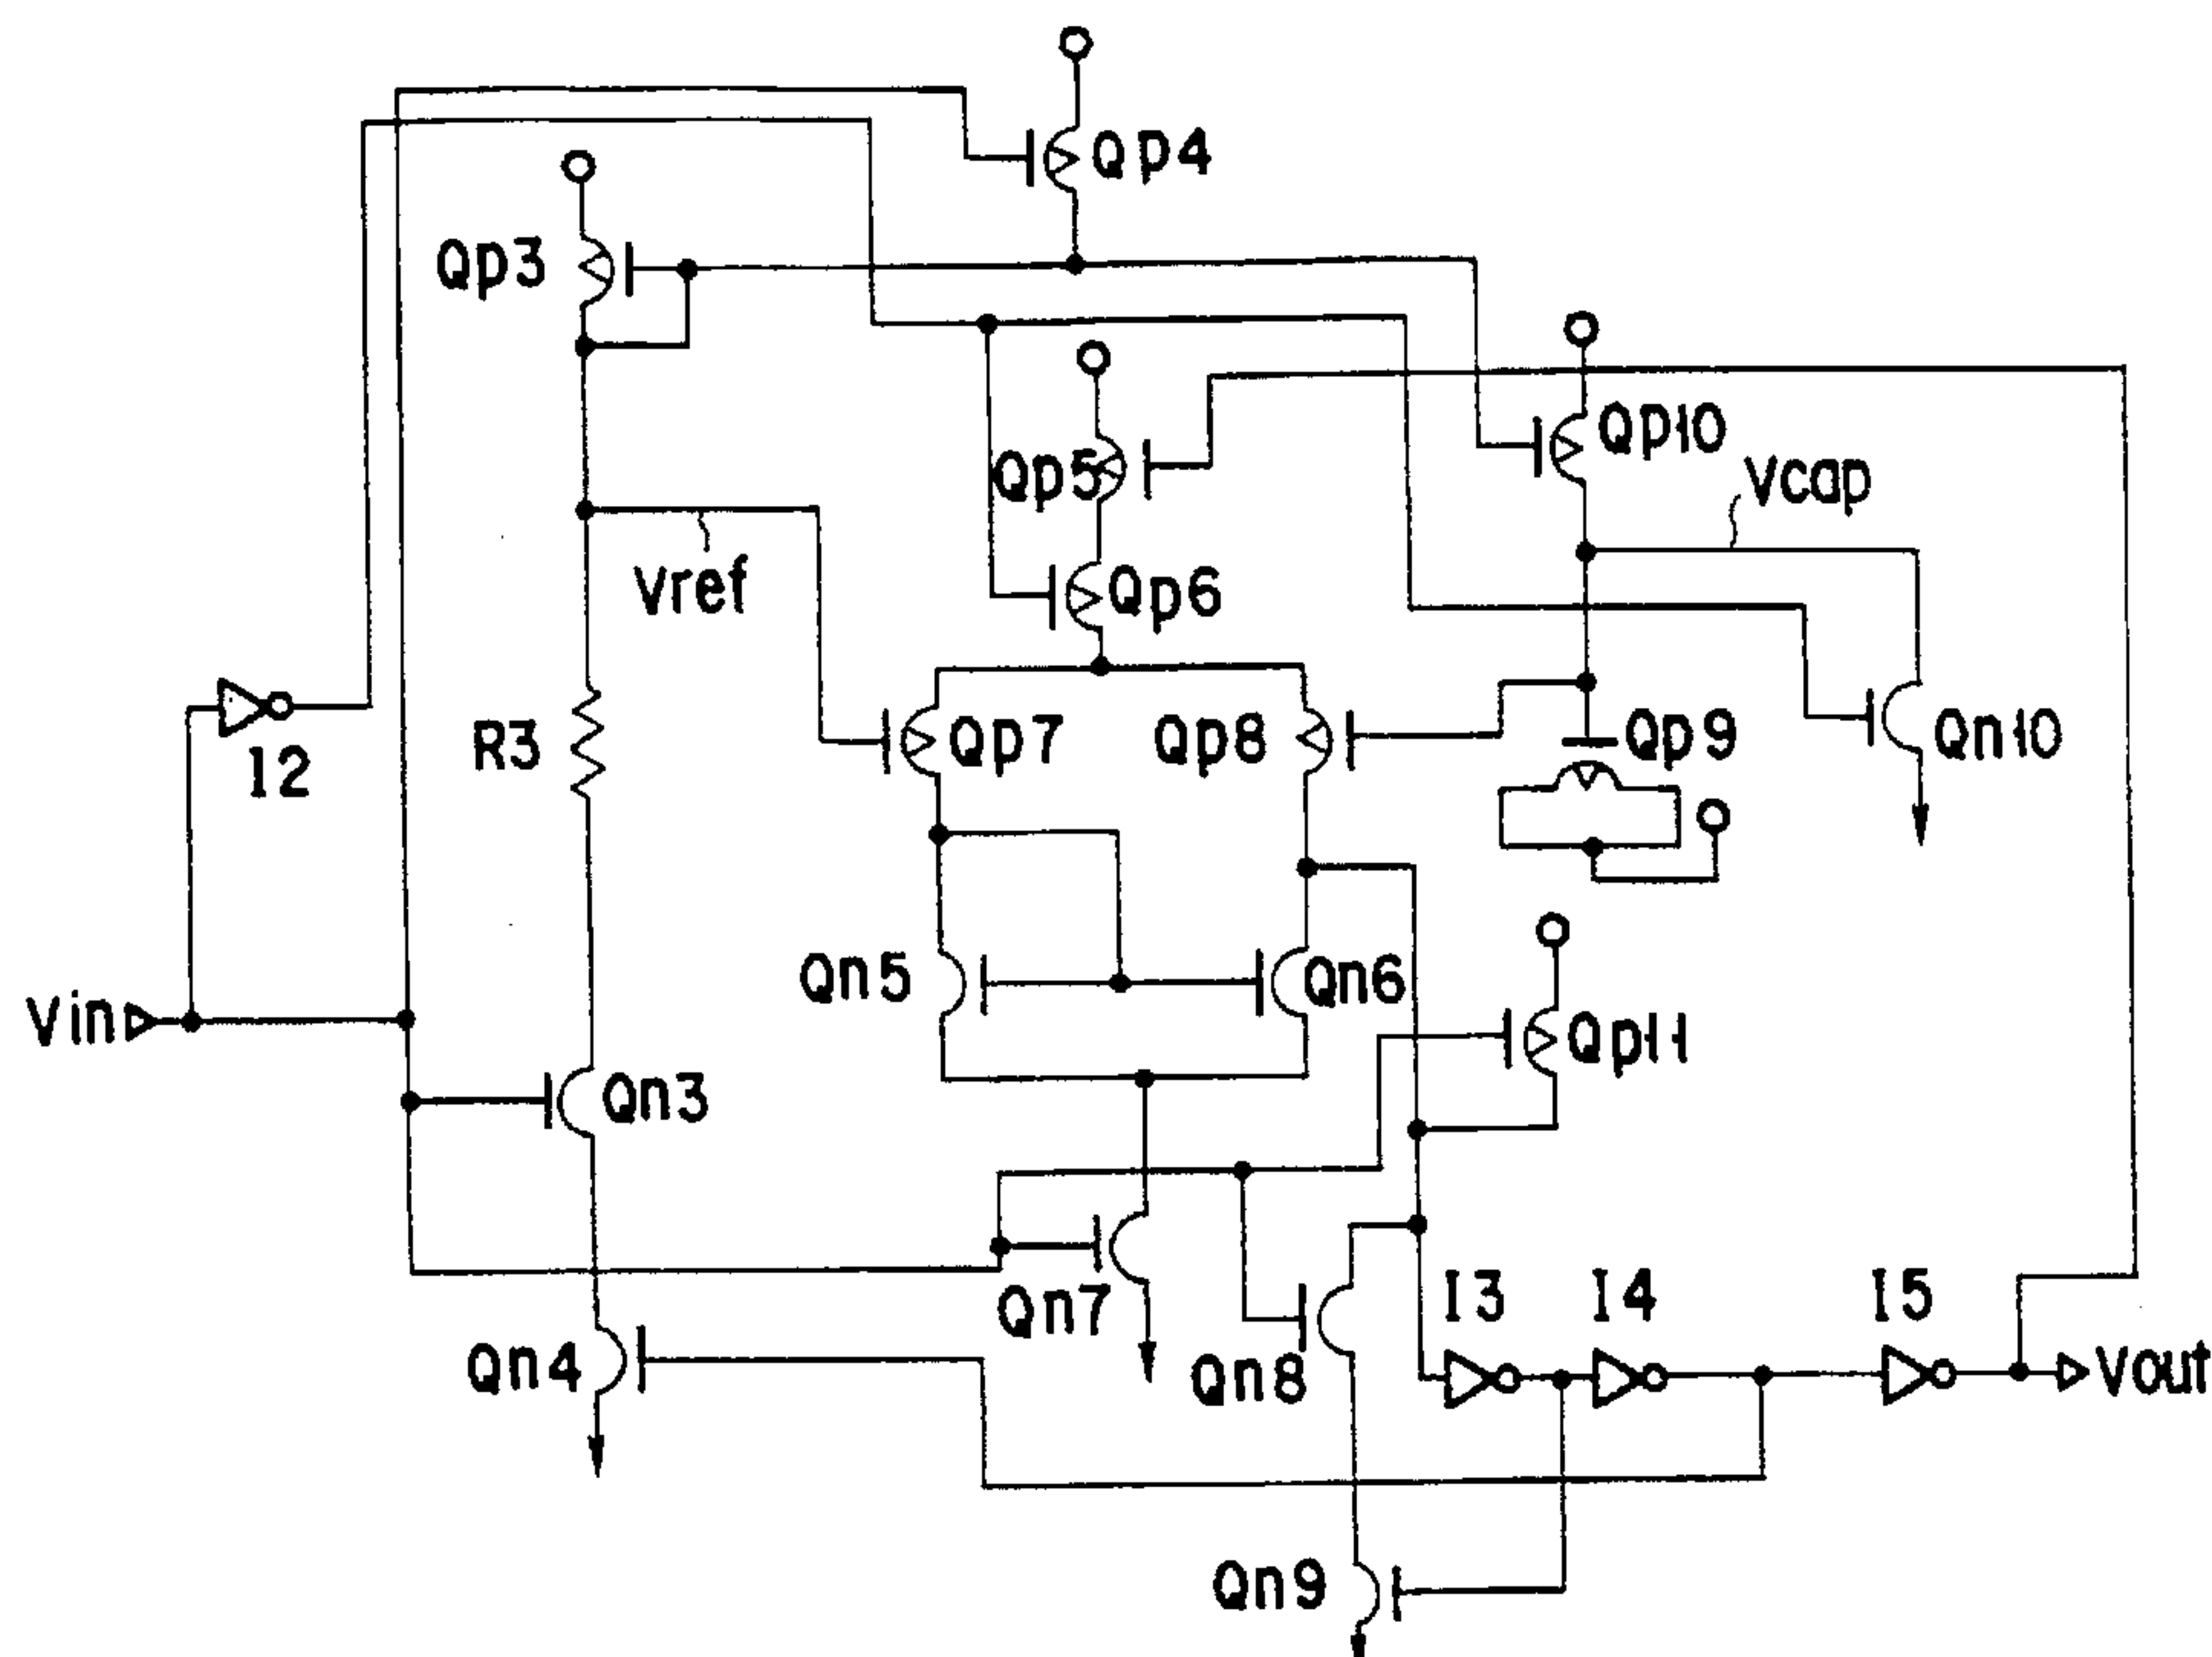 Qp4
Qp3
Qp10
Qp5
Vcap
Vref
Qp6
I2
R3
Qp7
Qp8
Qp9
Qn10
Qn5
Qn6
Vin
Qp11
Qn3
Qn7
I3
I4
I5
Qn4
Qn8
Vout
Qn9